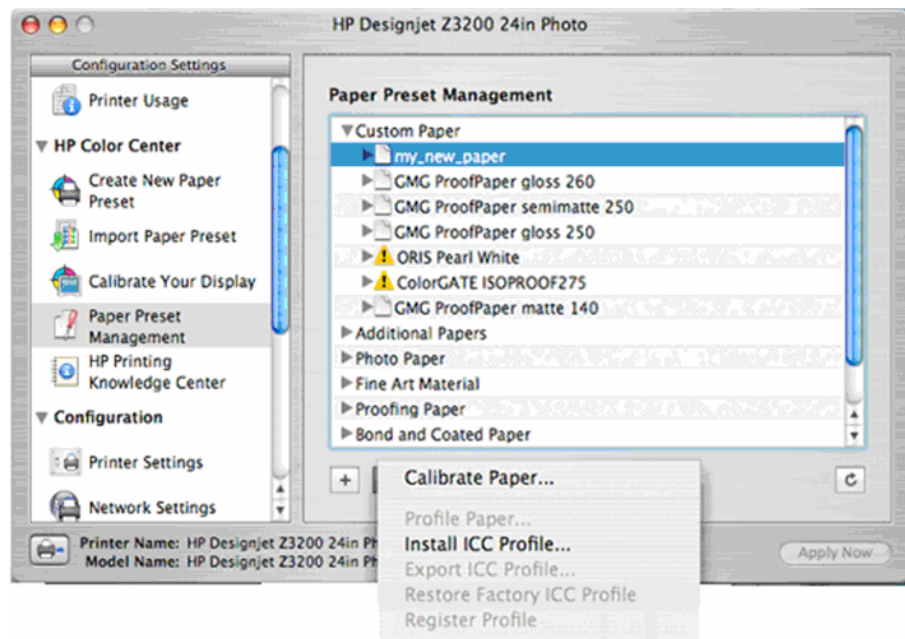 HP Designjet Z3200 24in Photo
Configuration Settings
Printer Usage
HP Color Center
Create New Paper
Preset
Import Paper Preset
Calibrate Your Display
Paper Preset
Management
HP Printing
Knowledge Center
Configuration
Printer Settings
Network Settings
Paper Preset Management
Custom Paper
my_new_paper
GMG ProofPaper gloss 260
GMG ProofPaper semimatte 250
GMG ProofPaper gloss 250
ORIS Pearl White
ColorGATE ISOPROOF275
GMG ProofPaper matte 140
Additional Papers
Photo Paper
Fine Art Material
Proofing Paper
Bond and Coated Paper
+
Calibrate Paper...
Profile Paper...
Install ICC Profile...
Export ICC Profile...
Restore Factory ICC Profile
Register Profile
Printer Name: HP Designjet Z3200 24in Ph
Model Name: HP Designjet Z3200 24in Ph
Apply Now